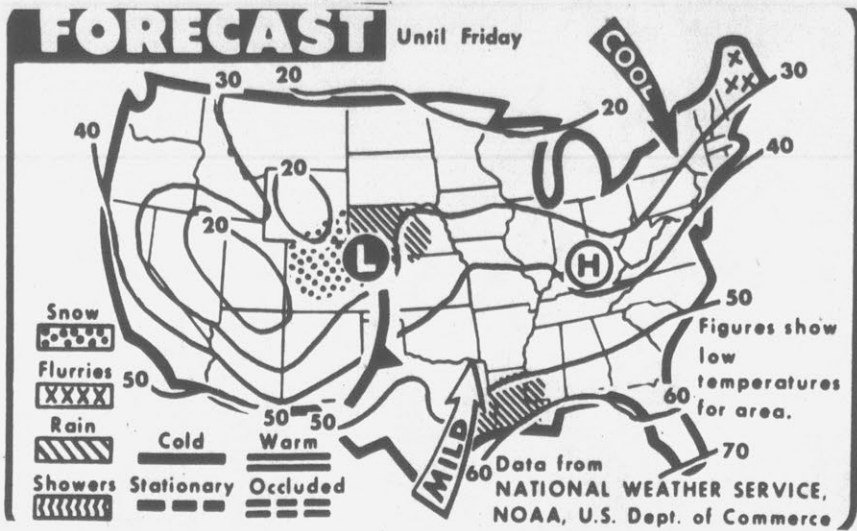 FORECAST Until Friday
COOL
20
30
20
30
40
40
20
20
20
L
H
50
50
50 50
60
60
70
MILD
Snow
Flurries
XXXX
Rain
Showers
Cold
Warm
Stationary
Occluded
Figures show
low
temperatures
for area.
Data from
NATIONAL WEATHER SERVICE,
NOAA, U.S. Dept. of Commerce
X
XX